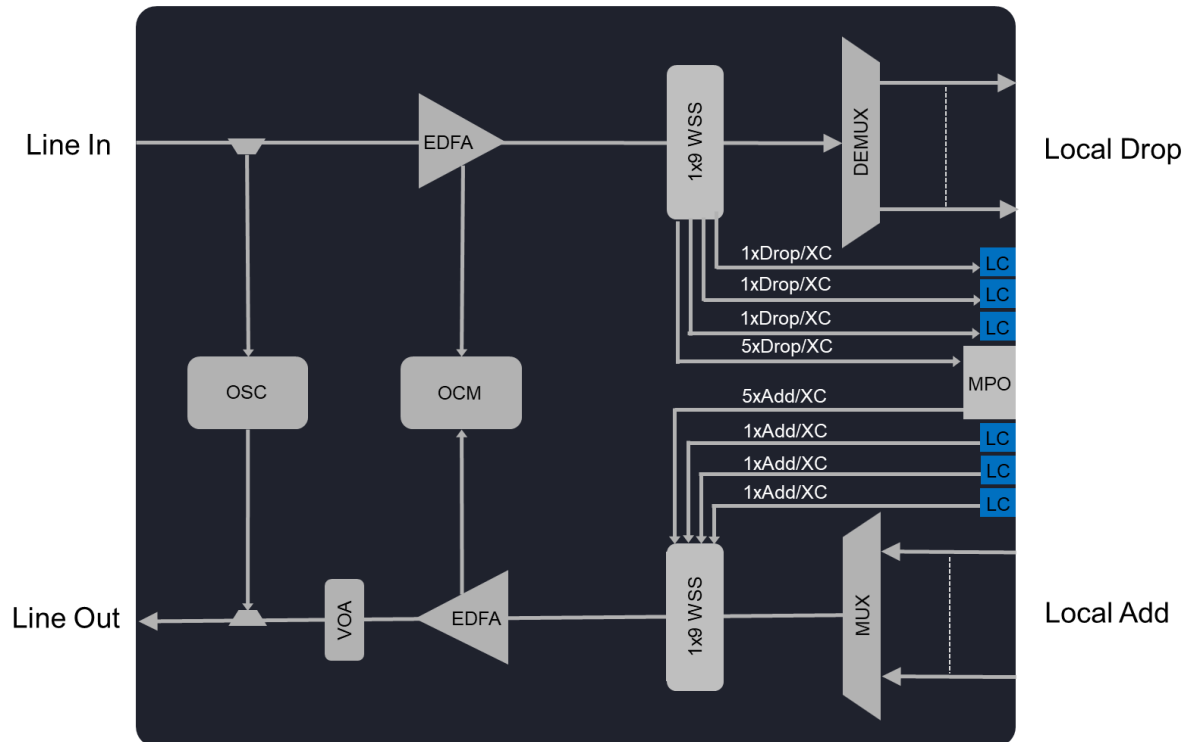 Line In
EDFA
1x9 WSS
DEMUX
Local Drop
1xDrop/XC
LC
1xDrop/XC
LC
1xDrop/XC
LC
5xDrop/XC
MPO
OSC
OCM
5xAdd/XC
1xAdd/XC
LC
1xAdd/XC
LC
1xAdd/XC
LC
Line Out
VOA
EDFA
1x9 WSS
MUX
Local Add